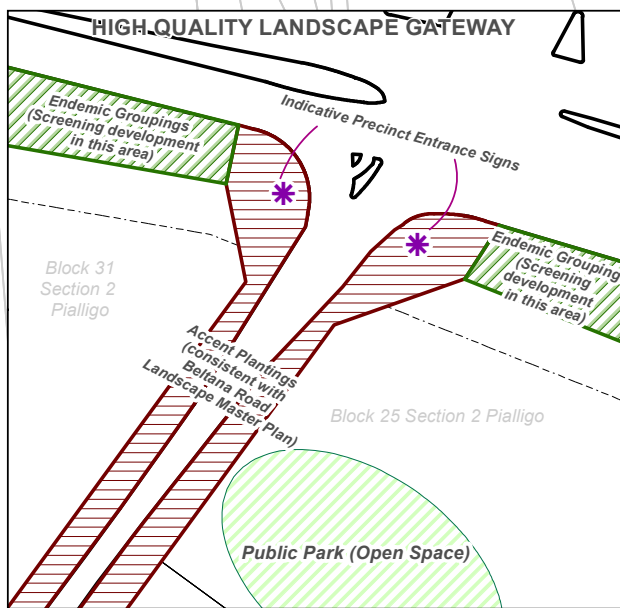 HIGH QUALITY LANDSCAPE GATEWAY
Endemic Groupings
(Screening development
in this area)
Indicative Precinct Entrance Signs
Endemic Grouping
(Screening
development
in this area)
Block 31
Section 2
Pialligo
Accent Plantings
(consistent with
Beltana Road
Landscape Master Plan)
Block 25 Section 2 Pialligo
Public Park (Open Space)